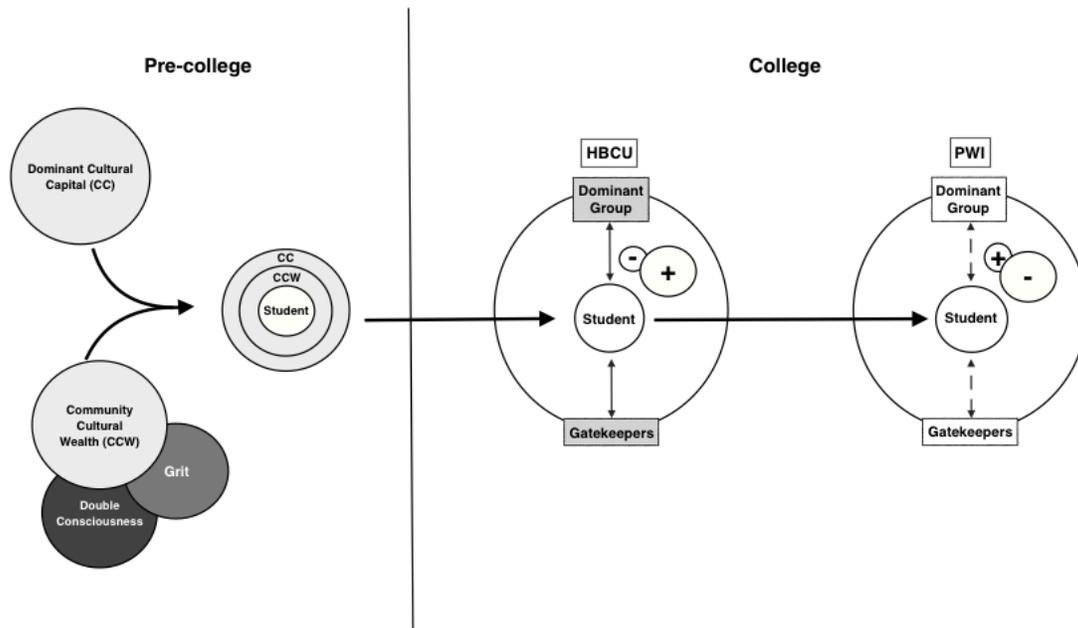 Pre-college
College
Dominant Cultural
Capital (CC)
CC
CCW
Student
Community
Cultural
Wealth (CCW)
Grit
Double
Consciousness
HBCU
Dominant
Group
-
+
Student
Gatekeepers
PWI
Dominant
Group
+
-
Student
Gatekeepers